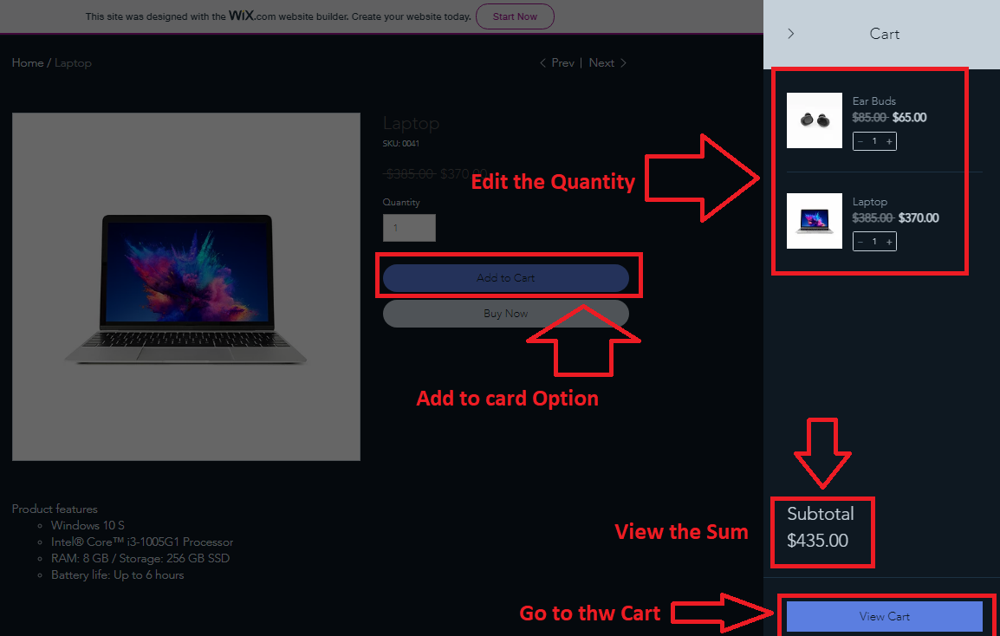 This site was designed with the WiX.com website builder. Create your website today. Start Now
Cart
Home / Laptop
Prev | Next
Laptop
SKU: 0041
$385.00 $370.00
Quantity
1
Add to Cart
Buy Now
Edit the Quantity
Add to card Option
Ear Buds
$85.00 $65.00
− 1 +
Laptop
$385.00 $370.00
− 1 +
Product features
Windows 10 S
Intel® Core™ i3-1005G1 Processor
RAM: 8 GB / Storage: 256 GB SSD
Battery life: Up to 6 hours
View the Sum
Subtotal
$435.00
Go to thw Cart
View Cart